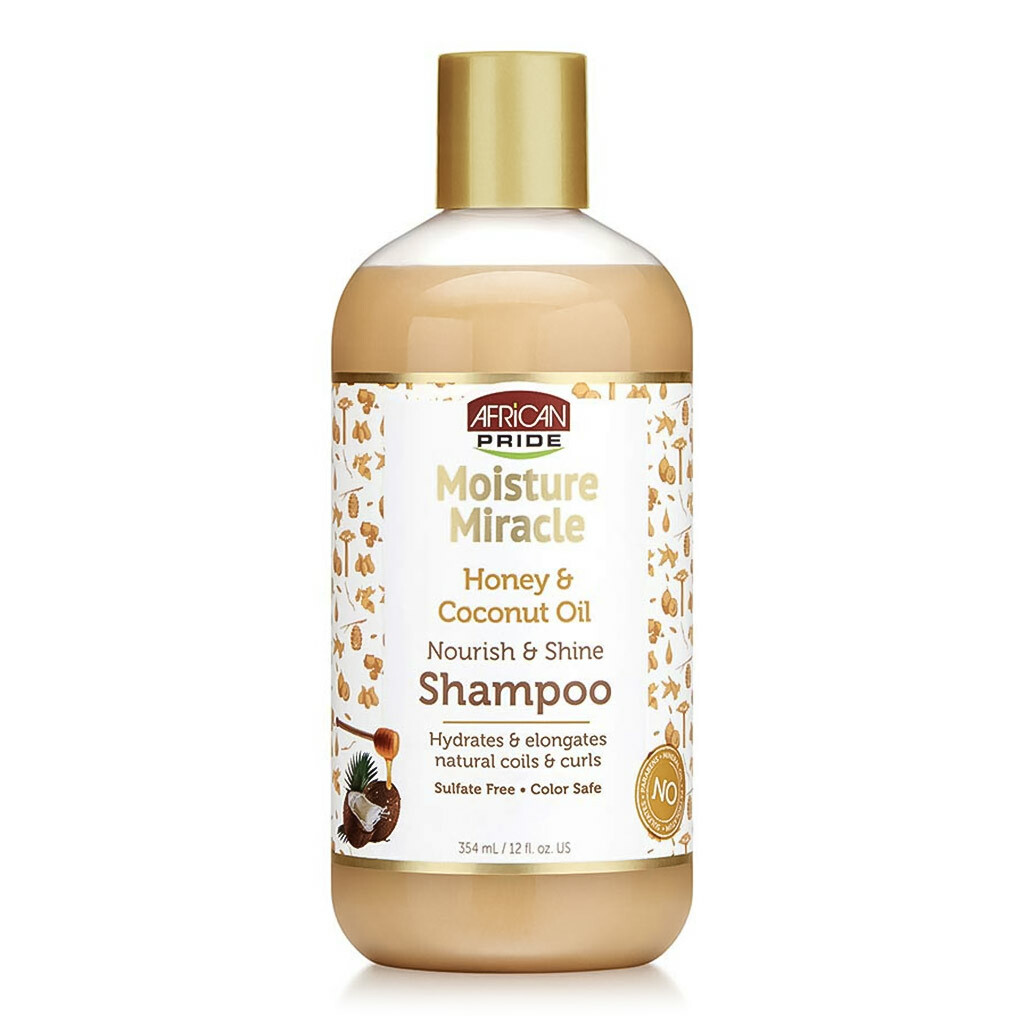 AFRICAN
PRIDE
Moisture
Miracle
Honey &
Coconut Oil
Nourish & Shine
Shampoo
Hydrates & elongates
natural coils & curls
Sulfate Free • Color Safe
NO
354 mL / 12 fl. oz. US